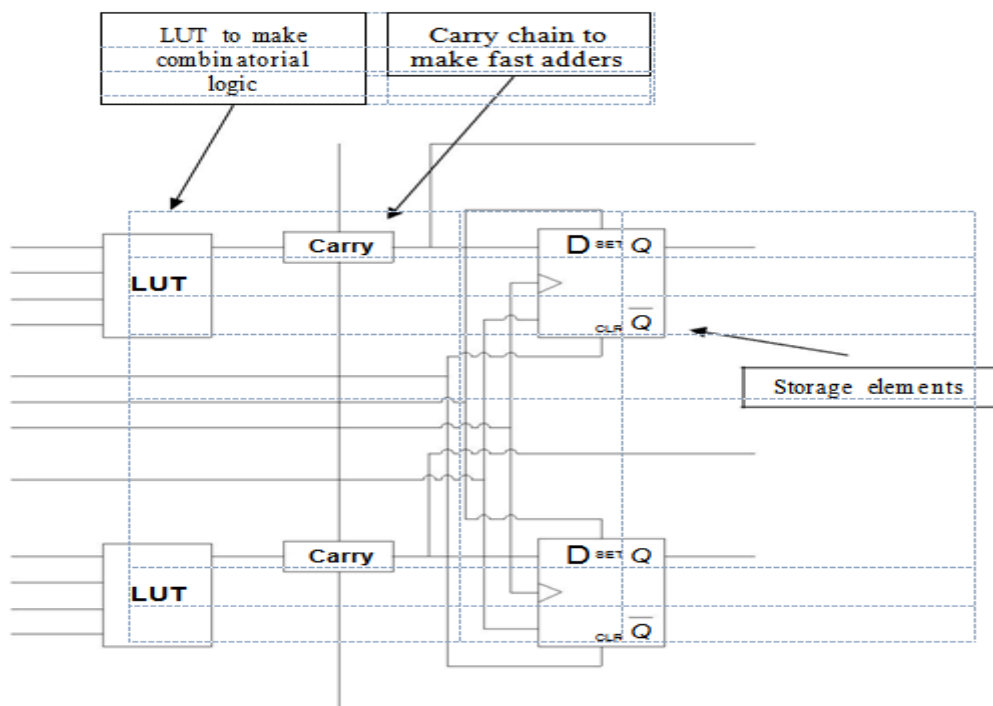 LUT to make
combinatorial
logic
Carry chain to
make fast adders
LUT
Carry
D SET Q
CLR Q̅
Storage elements
LUT
Carry
D SET Q
CLR Q̅